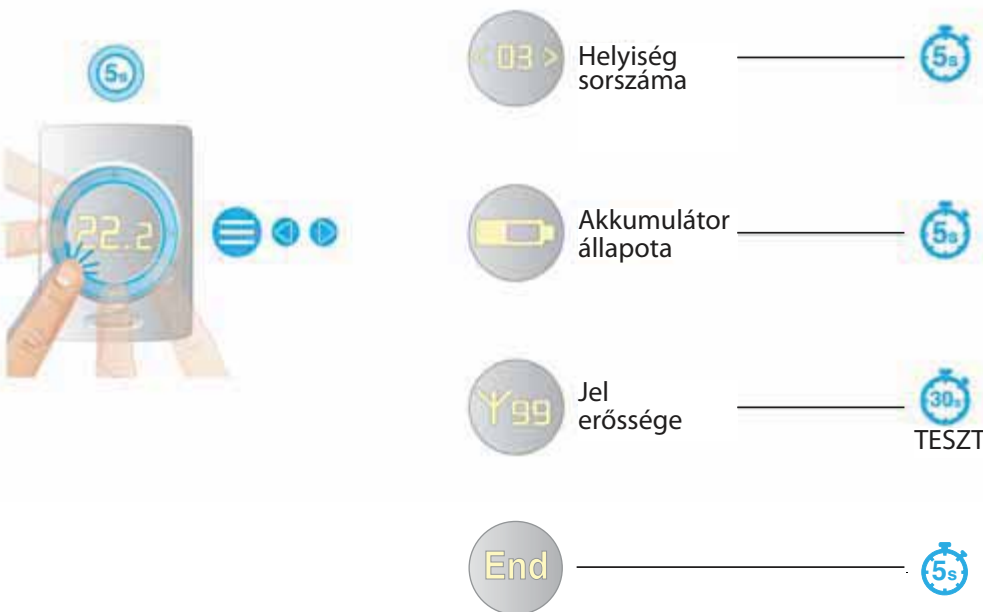 5s
22.2
< 03 >
Helyiség
sorszáma
5s
Akkumulátor
állapota
5s
99
Jel
erőssége
30s
TESZT
End
5s